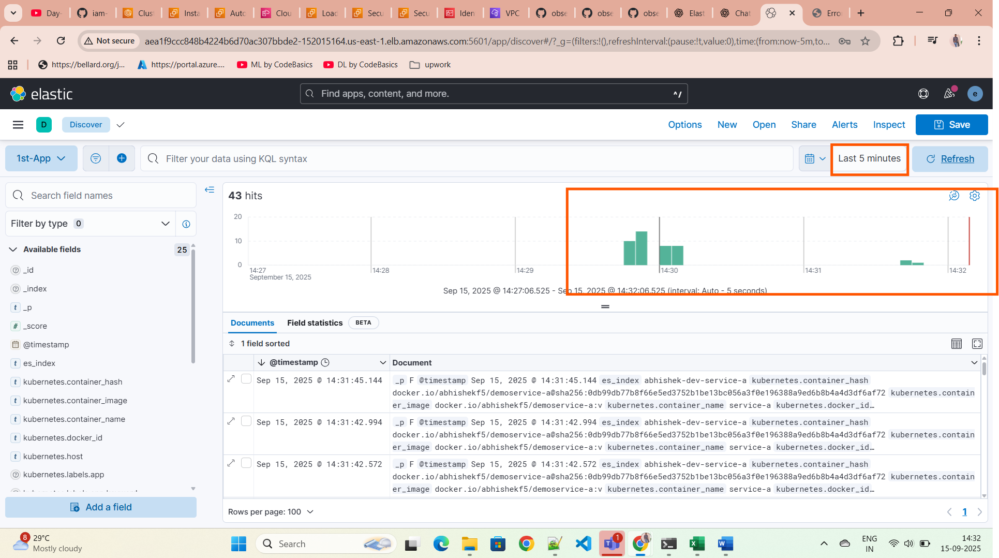 Day-
iam-
Clust
Insta
Auto
Clou
Load
Secu
Secu
Iden
VPC
obse
obse
obse
Elast
Chat
Erro
Not secure
aea1f9ccc848b4224b6d70ac307bbde2-152015164.us-east-1.elb.amazonaws.com:5601/app/discover#/?_g=(filters:!(),refreshInterval:(pause:!t,value:0),time:(from:now-5m,to...
https://bellard.org/j...
https://portal.azure....
ML by CodeBasics
DL by CodeBasics
upwork
elastic
Find apps, content, and more.
^/
e
D
Discover
Options
New
Open
Share
Alerts
Inspect
Save
1st-App
Filter your data using KQL syntax
Last 5 minutes
Refresh
Search field names
Filter by type 0
Available fields 25
_id
_index
t _p
# _score
@timestamp
t es_index
t kubernetes.container_hash
t kubernetes.container_image
t kubernetes.container_name
t kubernetes.docker_id
t kubernetes.host
kubernetes.labels.app
Add a field
43 hits
20
10
0
14:27
September 15, 2025
14:28
14:29
14:30
14:31
14:32
Sep 15, 2025 @ 14:27:06.525 - Sep 15, 2025 @ 14:32:06.525 (interval: Auto - 5 seconds)
Documents
Field statistics
BETA
1 field sorted
@timestamp
Document
Sep 15, 2025 @ 14:31:45.144
_p F @timestamp Sep 15, 2025 @ 14:31:45.144 es_index abhishek-dev-service-a kubernetes.container_hash
docker.io/abhishekf5/demoservice-a@sha256:0db99db77b8f66e5ed3752b1be13bc056a3f0e196388a9ed6b8b4a4d3df6af72 kubernetes.contain
er_image docker.io/abhishekf5/demoservice-a:v kubernetes.container_name service-a kubernetes.docker_id…
Sep 15, 2025 @ 14:31:42.994
_p F @timestamp Sep 15, 2025 @ 14:31:42.994 es_index abhishek-dev-service-a kubernetes.container_hash
docker.io/abhishekf5/demoservice-a@sha256:0db99db77b8f66e5ed3752b1be13bc056a3f0e196388a9ed6b8b4a4d3df6af72 kubernetes.contain
er_image docker.io/abhishekf5/demoservice-a:v kubernetes.container_name service-a kubernetes.docker_id…
Sep 15, 2025 @ 14:31:42.572
_p F @timestamp Sep 15, 2025 @ 14:31:42.572 es_index abhishek-dev-service-a kubernetes.container_hash
docker.io/abhishekf5/demoservice-a@sha256:0db99db77b8f66e5ed3752b1be13bc056a3f0e196388a9ed6b8b4a4d3df6af72 kubernetes.contain
er_image docker.io/abhishekf5/demoservice-a:v kubernetes.container_name service-a kubernetes.docker_id…
Rows per page: 100
1
8
29°C
Mostly cloudy
Search
1
ENG
IN
14:32
15-09-2025